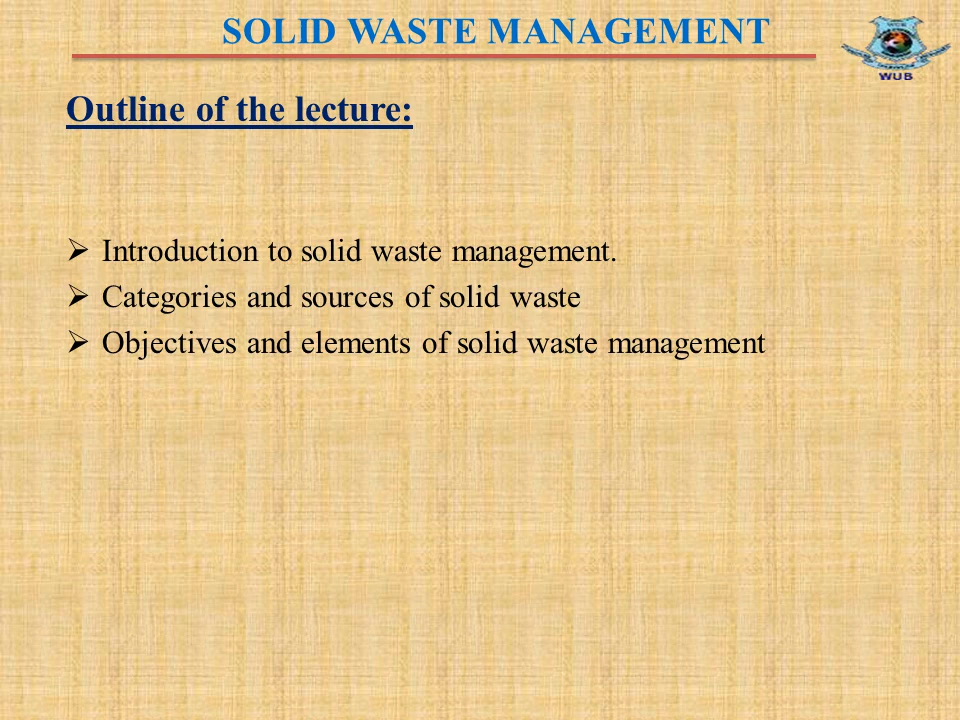 SOLID WASTE MANAGEMENT
WUB
Outline of the lecture:
Introduction to solid waste management.
Categories and sources of solid waste
Objectives and elements of solid waste management